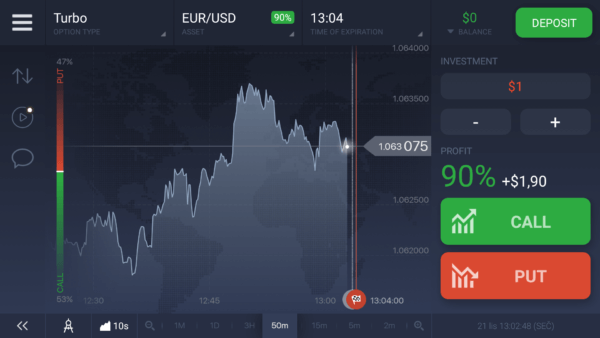 Turbo
OPTION TYPE
EUR/USD
90%
ASSET
13:04
TIME OF EXPIRATION
$0
BALANCE
DEPOSIT
47%
PUT
CALL
53%
1.064000
1.063500
1.063 075
1.062500
1.062000
12:30
12:45
13:00
13:04:00
INVESTMENT
$1
-
+
PROFIT
90% +$1,90
CALL
PUT
10s
1M
1D
3H
50m
15m
5m
2m
21 ks 13:02:48 (SEČ)